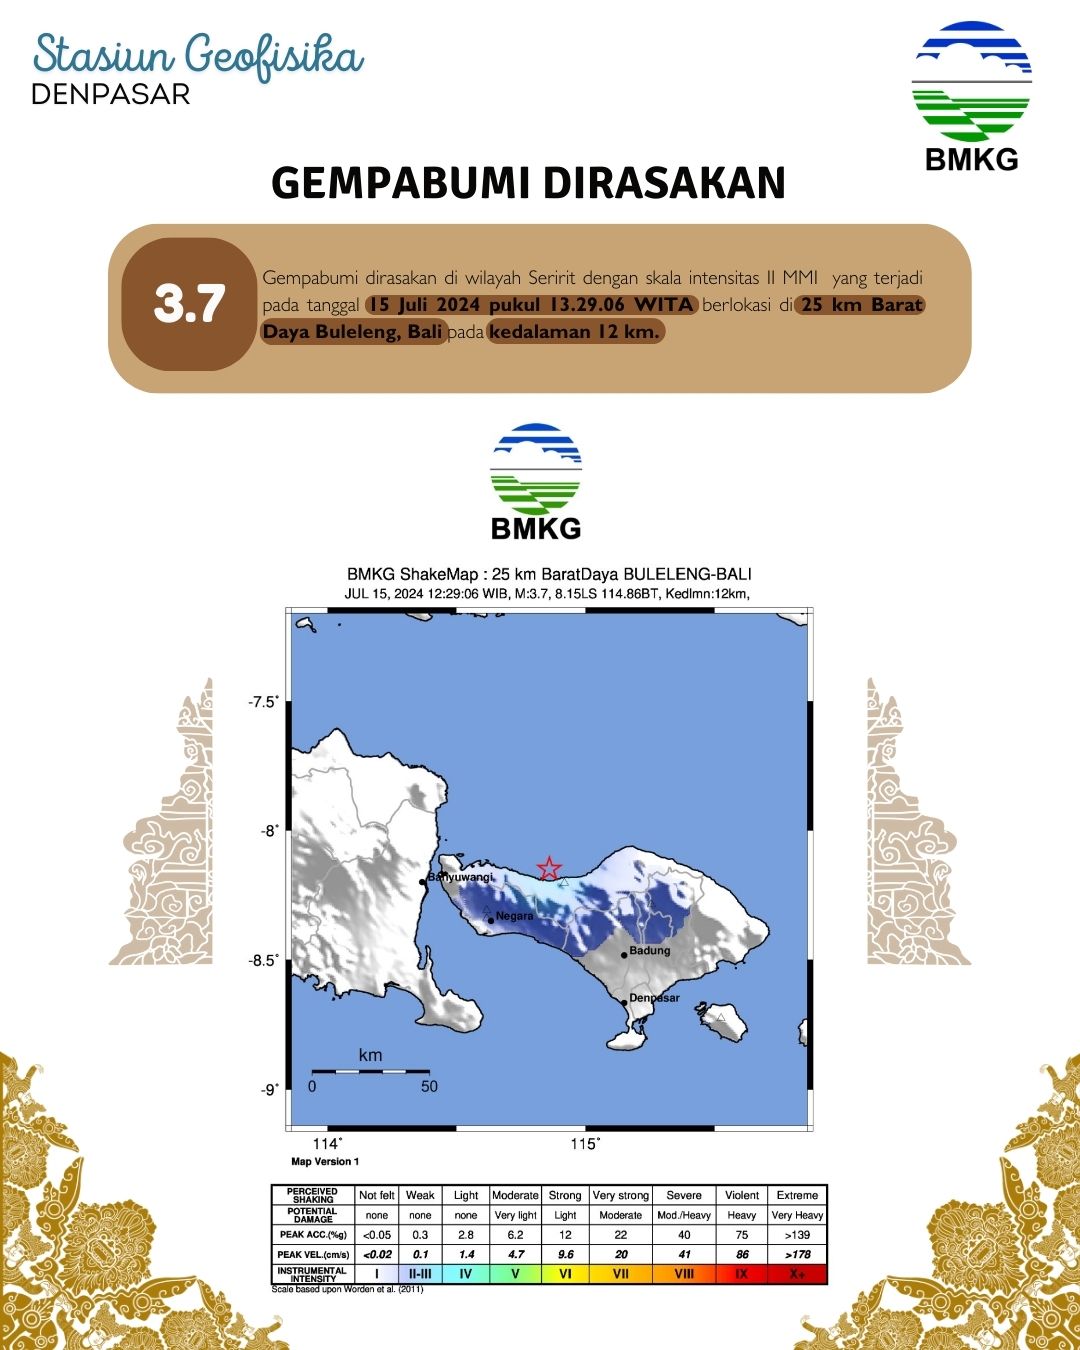 Stasiun Geofisika
DENPASAR
BMKG
GEMPABUMI DIRASAKAN
3.7
Gempabumi dirasakan di wilayah Seririt dengan skala intensitas II MMI yang terjadi
pada tanggal 15 Juli 2024 pukul 13.29.06 WITA berlokasi di 25 km Barat
Daya Buleleng, Bali pada kedalaman 12 km.
BMKG
BMKG ShakeMap : 25 km BaratDaya BULELENG-BALI
JUL 15, 2024 12:29:06 WIB, M:3.7, 8.15LS 114.86BT, Kedlmn:12km,
-7.5°
-8°
Banyuwangi
Negara
Badung
-8.5°
Denpasar
km
0 50
-9°
114° 115°
Map Version 1
PERCEIVED SHAKING Not felt Weak Light Moderate Strong Very strong Severe Violent Extreme
POTENTIAL DAMAGE none none none Very light Light Moderate Mod./Heavy Heavy Very Heavy
PEAK ACC.(%g) <0.05 0.3 2.8 6.2 12 22 40 75 >139
PEAK VEL.(cm/s) <0.02 0.1 1.4 4.7 9.6 20 41 86 >178
INSTRUMENTAL INTENSITY I II-III IV V VI VII VIII IX X+
Scale based upon Worden et al. (2011)